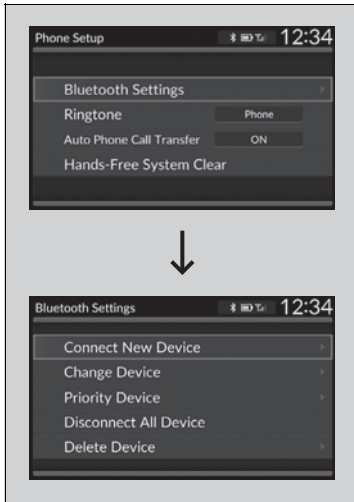 Phone Setup 12:34
Bluetooth Settings
Ringtone Phone
Auto Phone Call Transfer ON
Hands-Free System Clear
Bluetooth Settings 12:34
Connect New Device
Change Device
Priority Device
Disconnect All Device
Delete Device